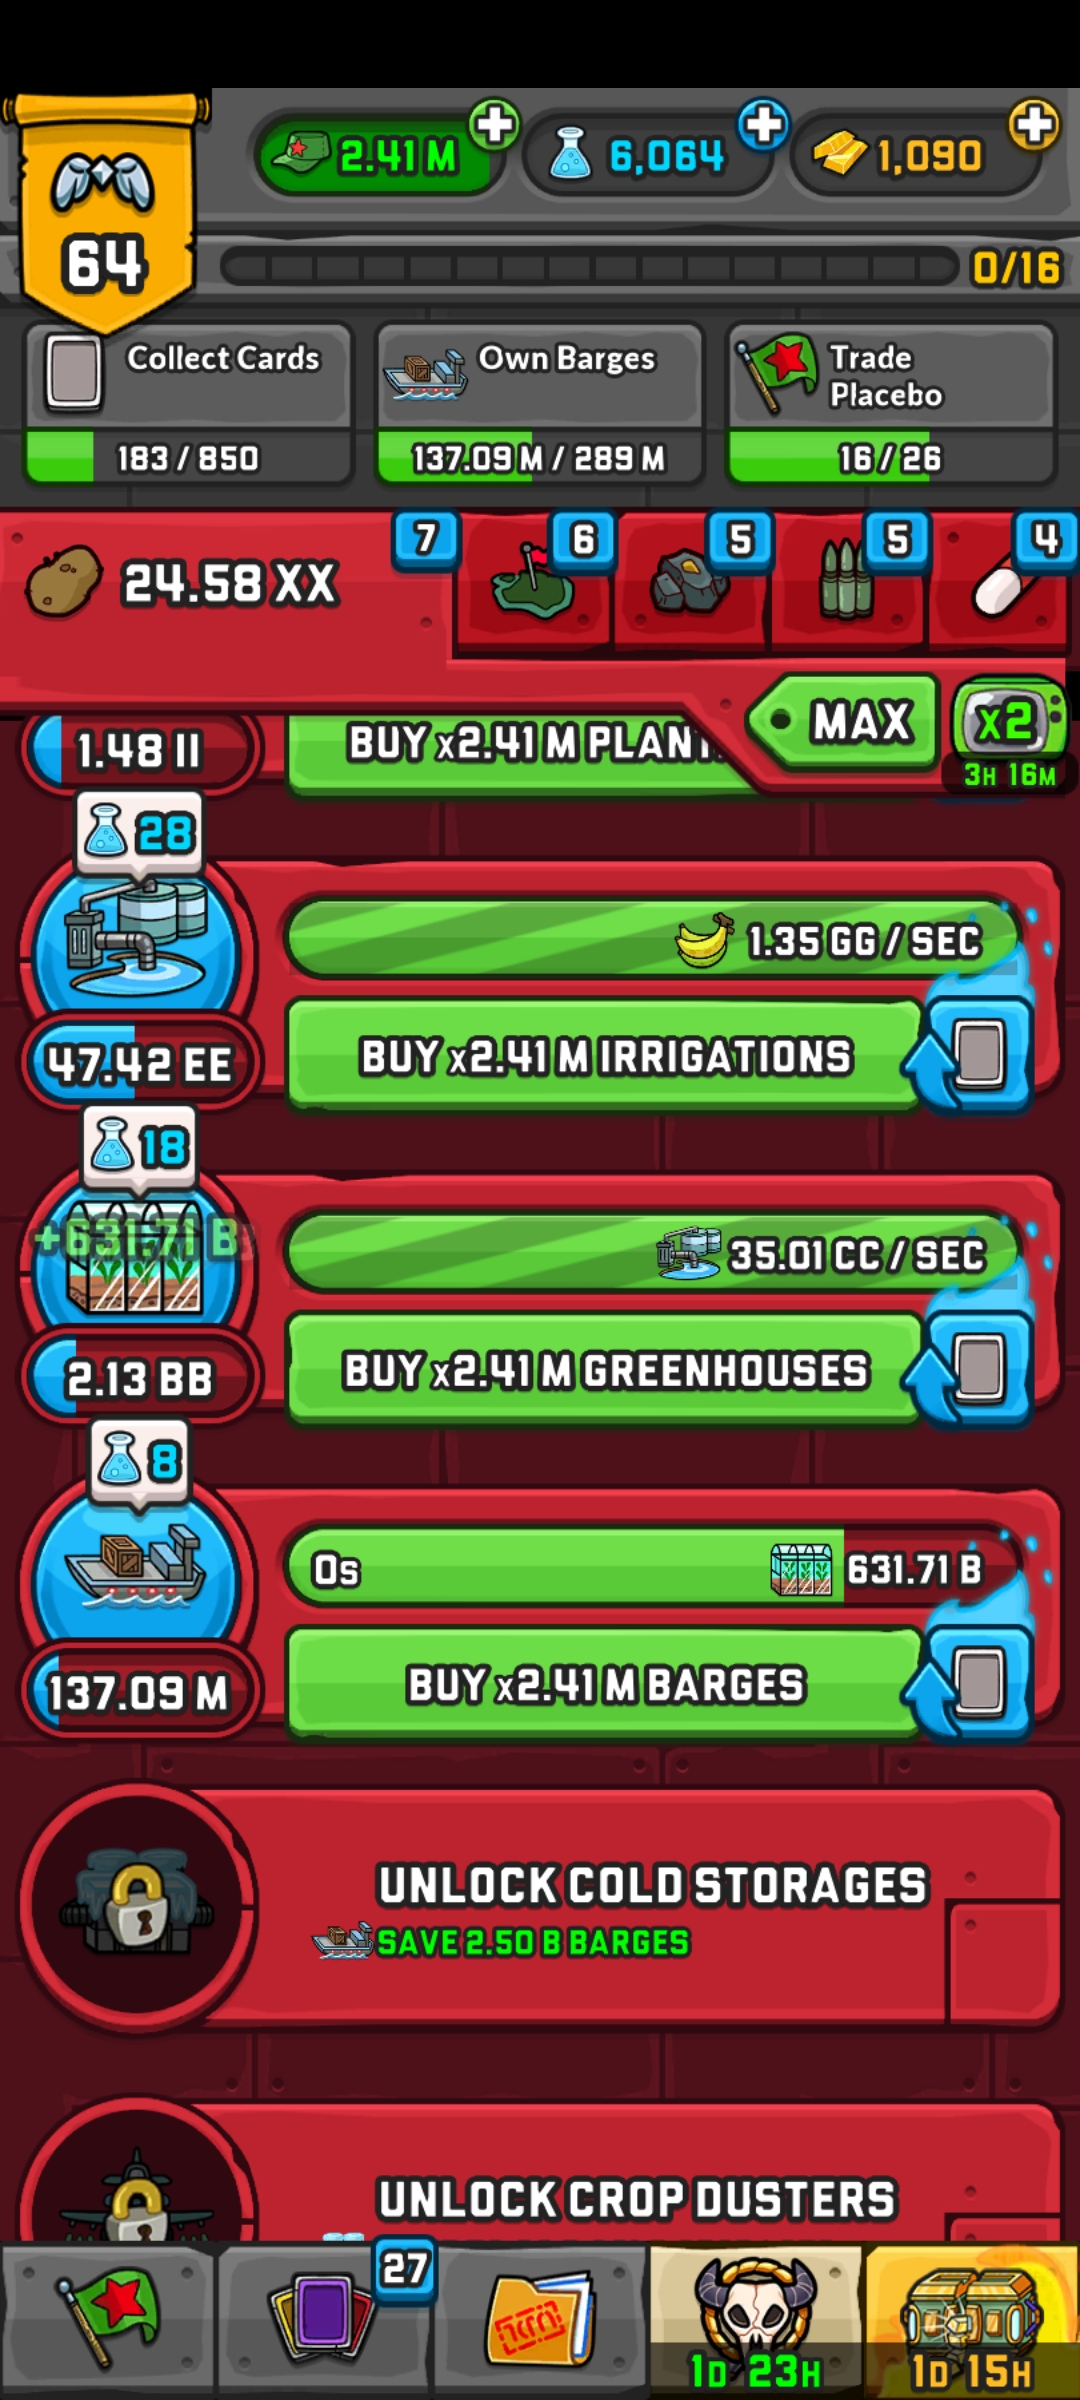 2.41 M
6,064
1,090
64
0/16
Collect Cards
183 / 850
Own Barges
137.09 M / 289 M
Trade
Placebo
16 / 26
24.58 XX
7
6
5
5
4
MAX
x2
3H 16M
1.48 II
BUY x2.41 M PLANT
28
1.35 GG / SEC
47.42 EE
BUY x2.41 M IRRIGATIONS
18
+631.71 B
35.01 CC / SEC
2.13 BB
BUY x2.41 M GREENHOUSES
8
0s
631.71 B
137.09 M
BUY x2.41 M BARGES
UNLOCK COLD STORAGES
SAVE 2.50 B BARGES
UNLOCK CROP DUSTERS
27
1D 23H
1D 15H